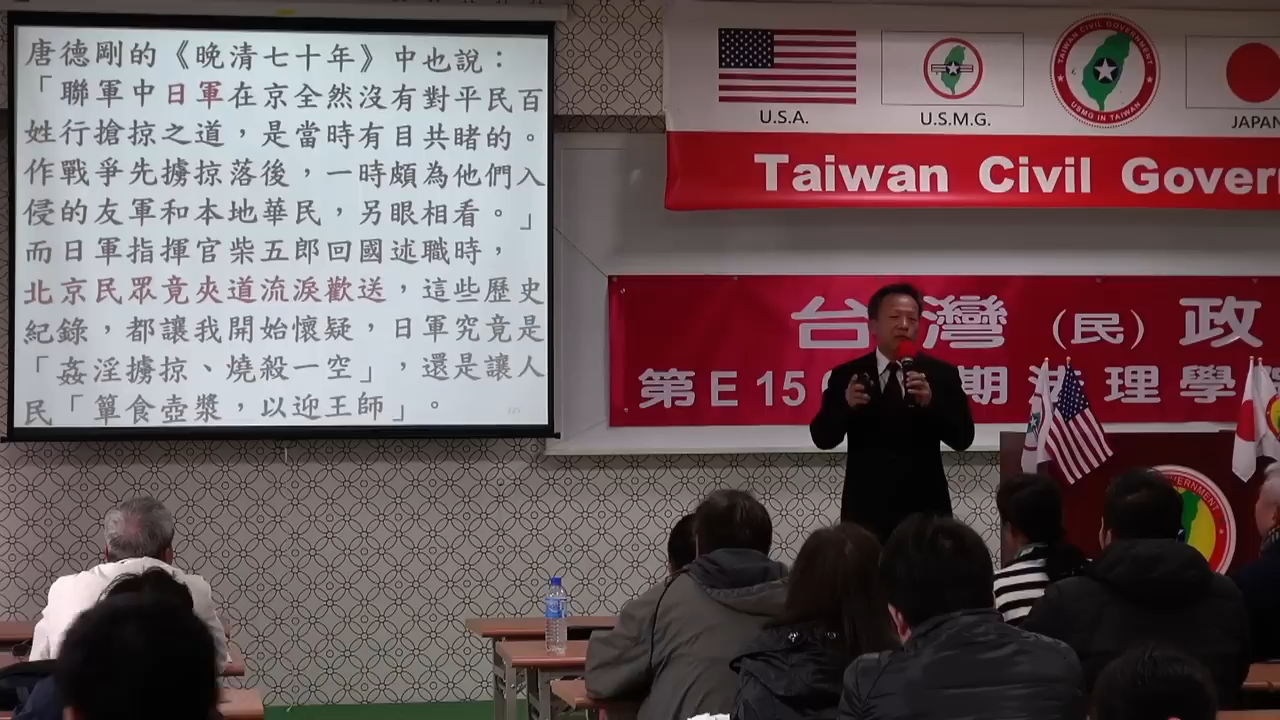 唐德剛的《晚清七十年》中也說：
「聯軍中日軍在京全然沒有對平民百
姓行搶掠之道，是當時有目共睹的。
作戰爭先擄掠落後，一時頗為他們入
侵的友軍和本地華民，另眼相看。」
而日軍指揮官柴五郎回國述職時，
北京民眾竟夾道流淚歡送，這些歷史
紀錄，都讓我開始懷疑，日軍究竟是
「姦淫擄掠、燒殺一空」，還是讓人
民「簞食壺漿，以迎王師」。
U.S.A.
U.S.M.G.
TAIWAN CIVIL GOVERNMENT
USMG IN TAIWAN
JAPAN
Taiwan Civil Govern
台灣（民）政
第E15 期法理學